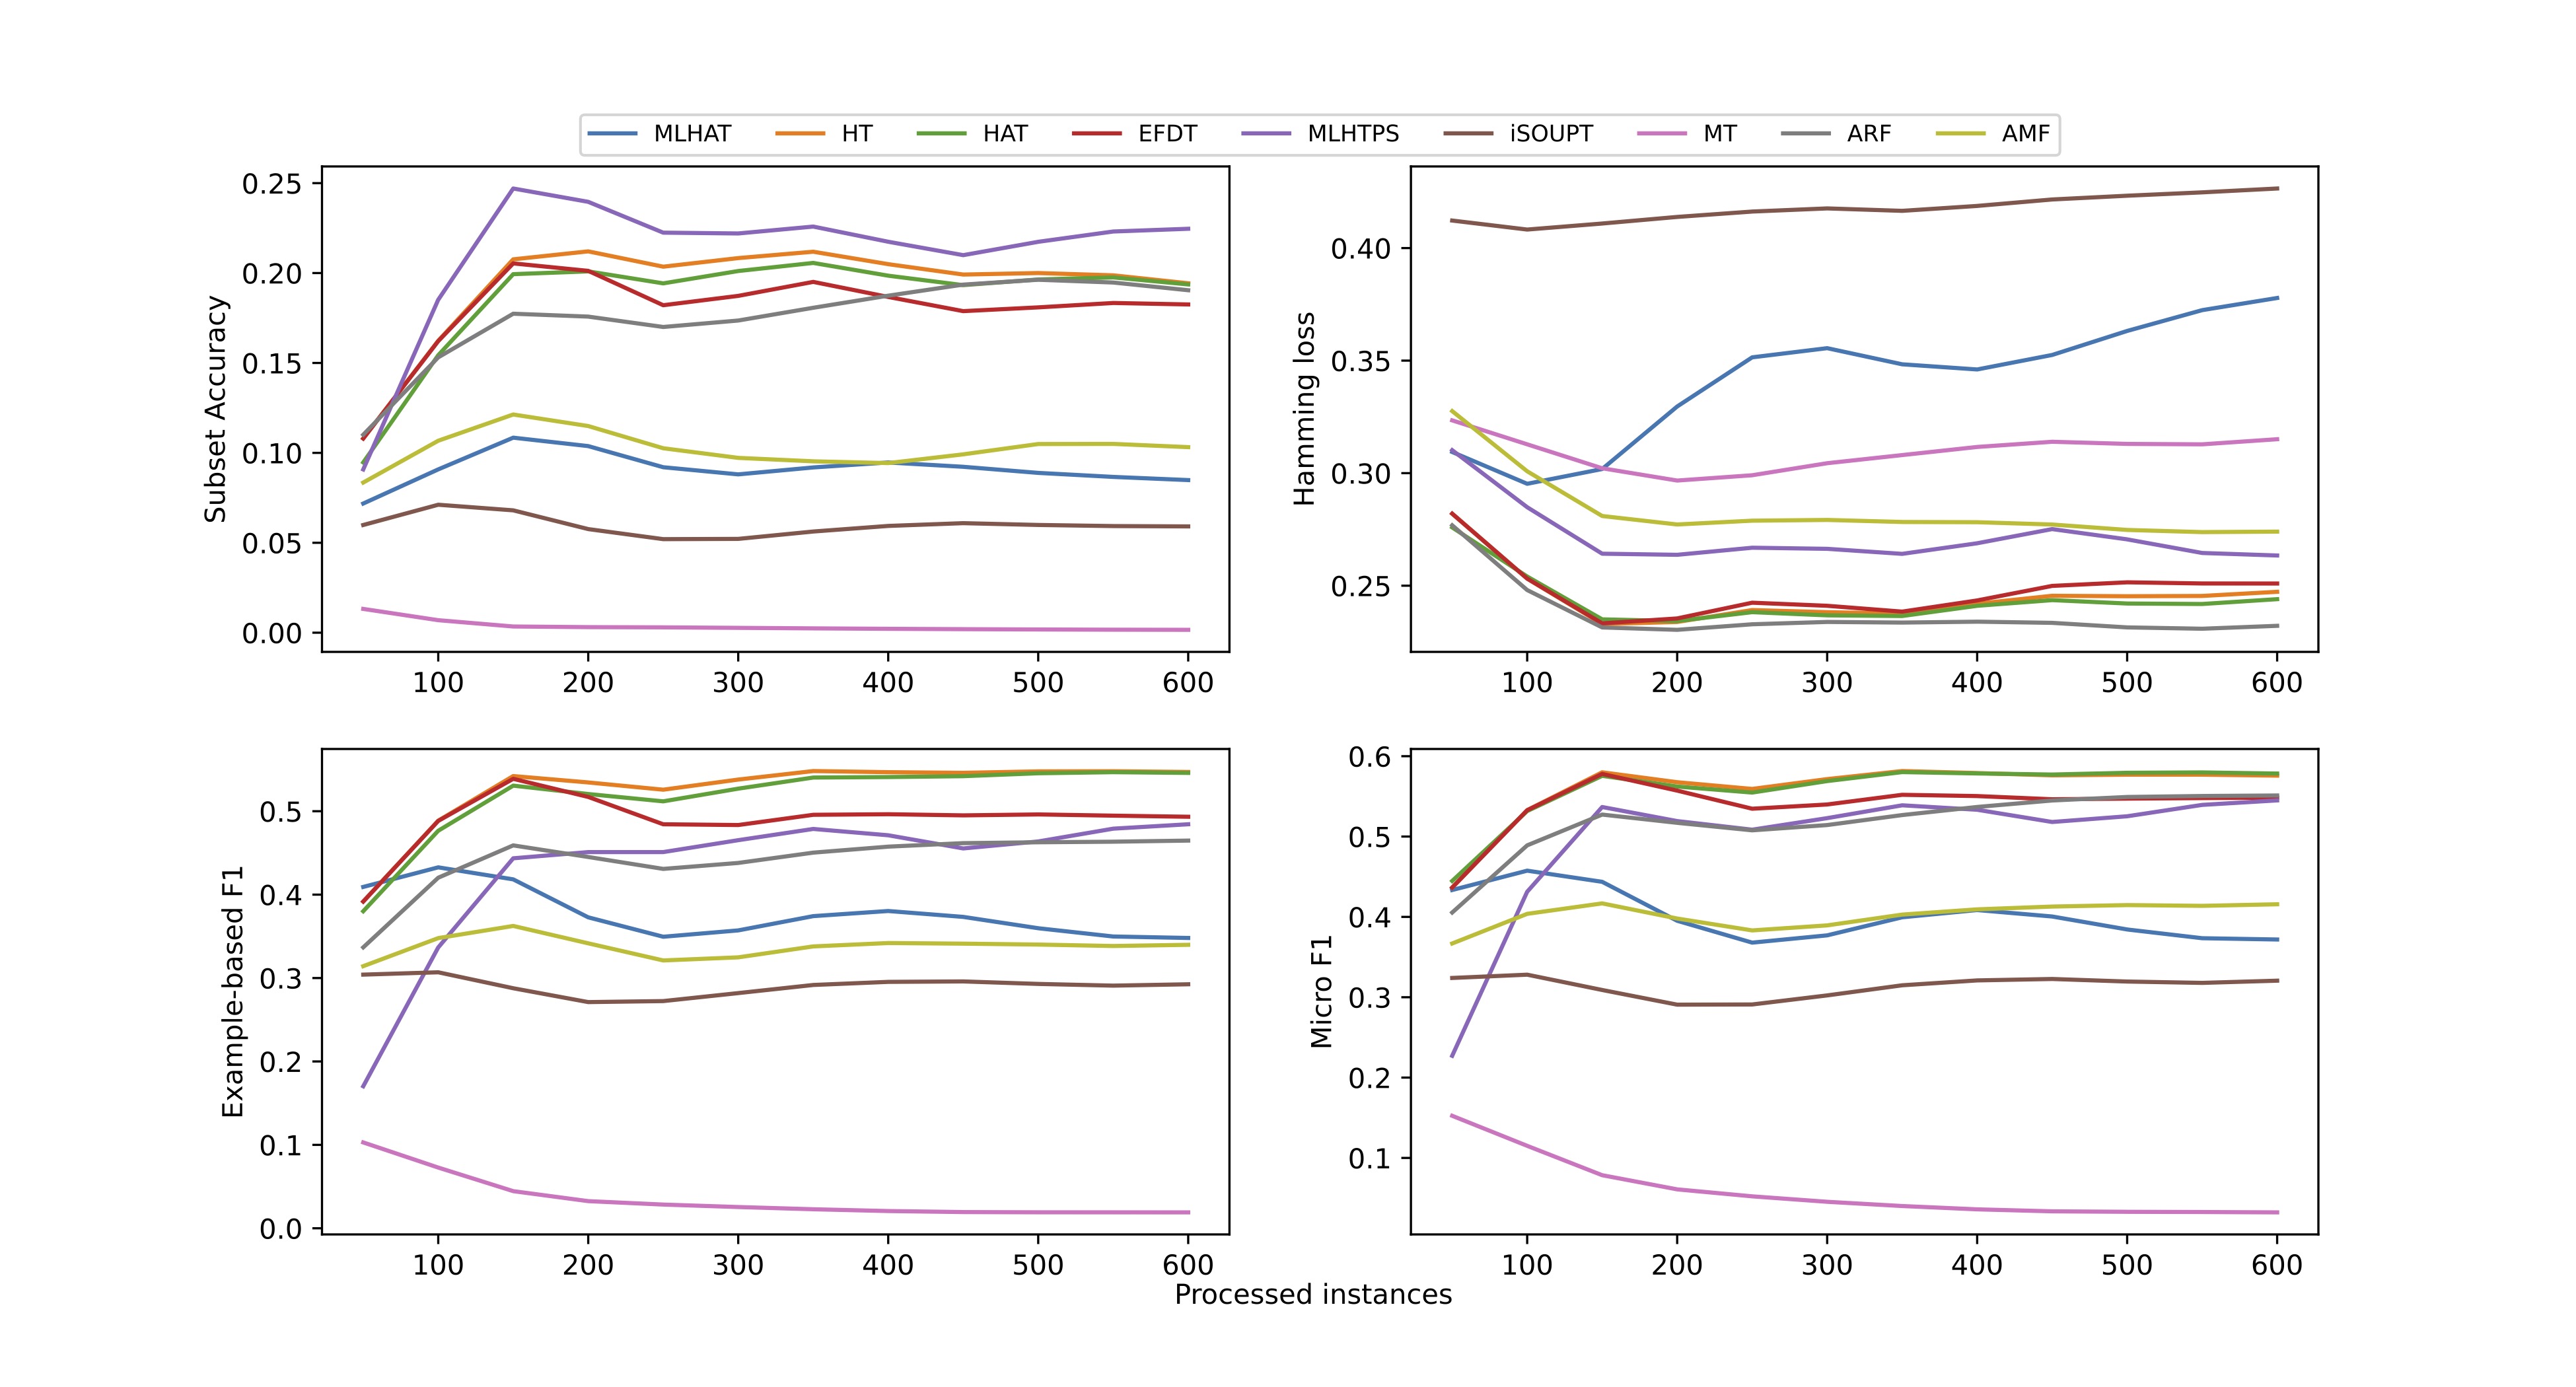 MLHAT HT HAT EFDT MLHTPS iSOUPT MT ARF AMF
Subset Accuracy
0.25
0.20
0.15
0.10
0.05
0.00
100 200 300 400 500 600
Hamming loss
0.40
0.35
0.30
0.25
100 200 300 400 500 600
Example-based F1
0.5
0.4
0.3
0.2
0.1
0.0
100 200 300 400 500 600
Micro F1
0.6
0.5
0.4
0.3
0.2
0.1
100 200 300 400 500 600
Processed instances